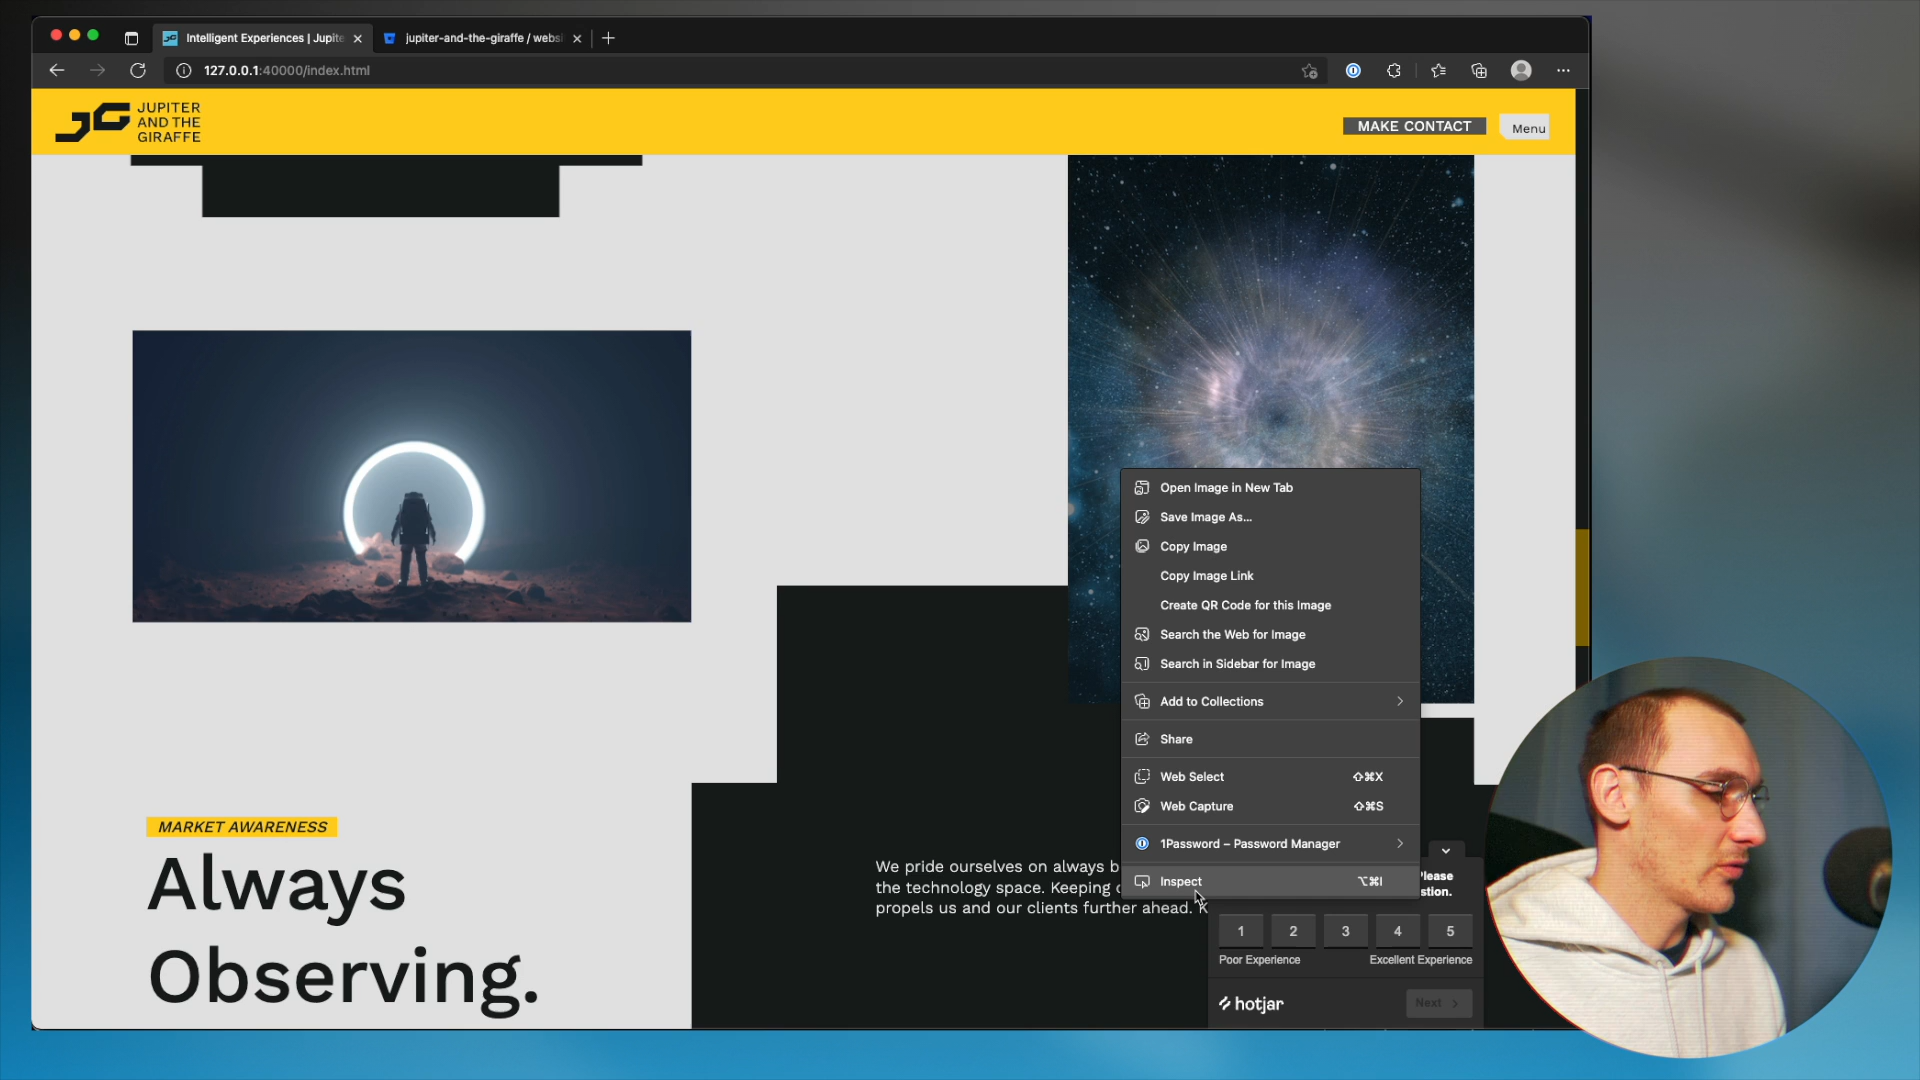 Intelligent Experiences | Jupite
jupiter-and-the-giraffe / websi
127.0.0.1:40000/index.html
JUPITER
AND THE
GIRAFFE
MAKE CONTACT
Menu
Open Image in New Tab
Save Image As...
Copy Image
Copy Image Link
Create QR Code for this Image
Search the Web for Image
Search in Sidebar for Image
Add to Collections
Share
Web Select ⇧⌘X
Web Capture ⇧⌘S
1Password – Password Manager
Inspect ⌥⌘I
MARKET AWARENESS
Always
Observing.
We pride ourselves on always b
the technology space. Keeping
propels us and our clients further ahead. K
Please
stion.
1 2 3 4 5
Poor Experience Excellent Experience
hotjar
Next